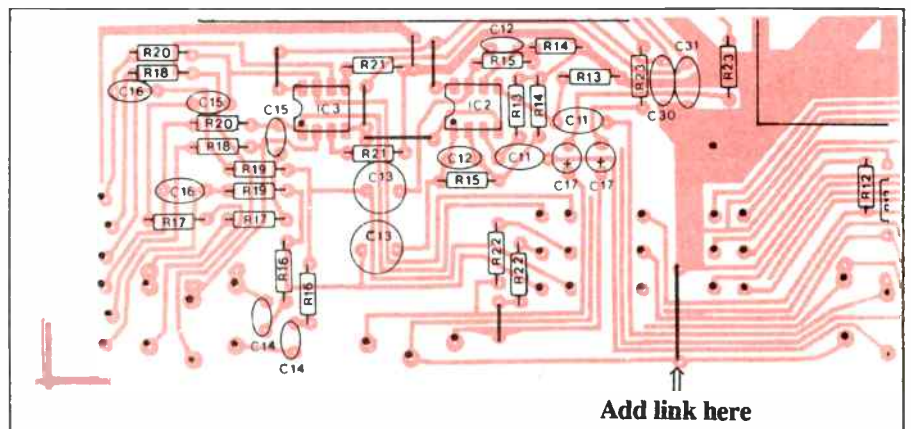 C12
R14
C31
R20
R21
R15
R23
R23
R18
R13
C16
C15
C15
IC3
IC2
R13
R14
C30
R20
C11
R18
R21
C12
C11
R19
C13
R15
C17
C17
R12
C16
R19
R17
R17
C13
R22
R16
R22
R16
C14
C14
Add link here